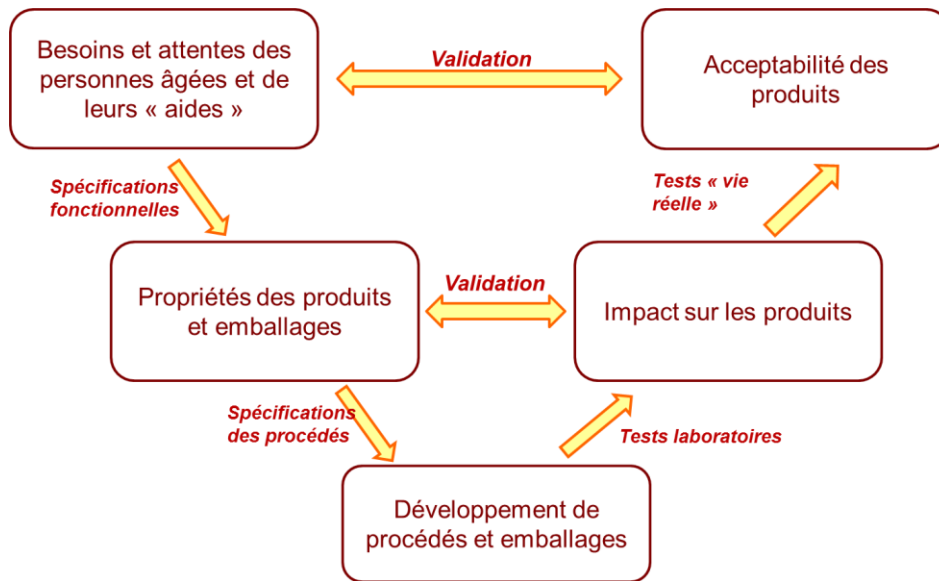 Besoins et attentes des
personnes âgées et de
leurs « aides »
Validation
Acceptabilité des
produits
Spécifications
fonctionnelles
Tests « vie
réelle »
Propriétés des produits
et emballages
Validation
Impact sur les produits
Spécifications
des procédés
Tests laboratoires
Développement de
procédés et emballages